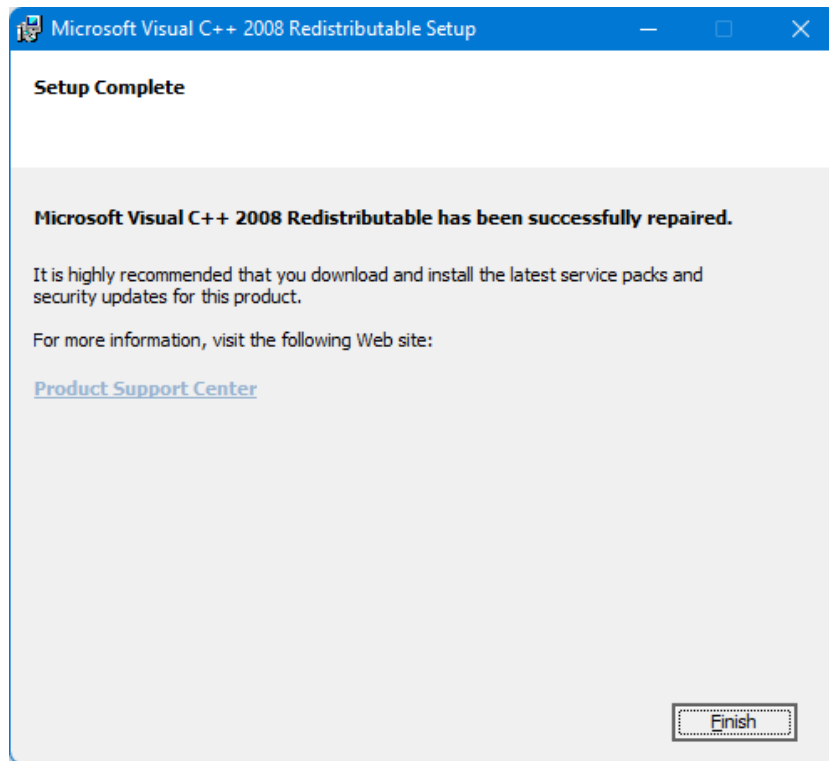 Microsoft Visual C++ 2008 Redistributable Setup
Setup Complete
Microsoft Visual C++ 2008 Redistributable has been successfully repaired.
It is highly recommended that you download and install the latest service packs and
security updates for this product.
For more information, visit the following Web site:
Product Support Center
Finish